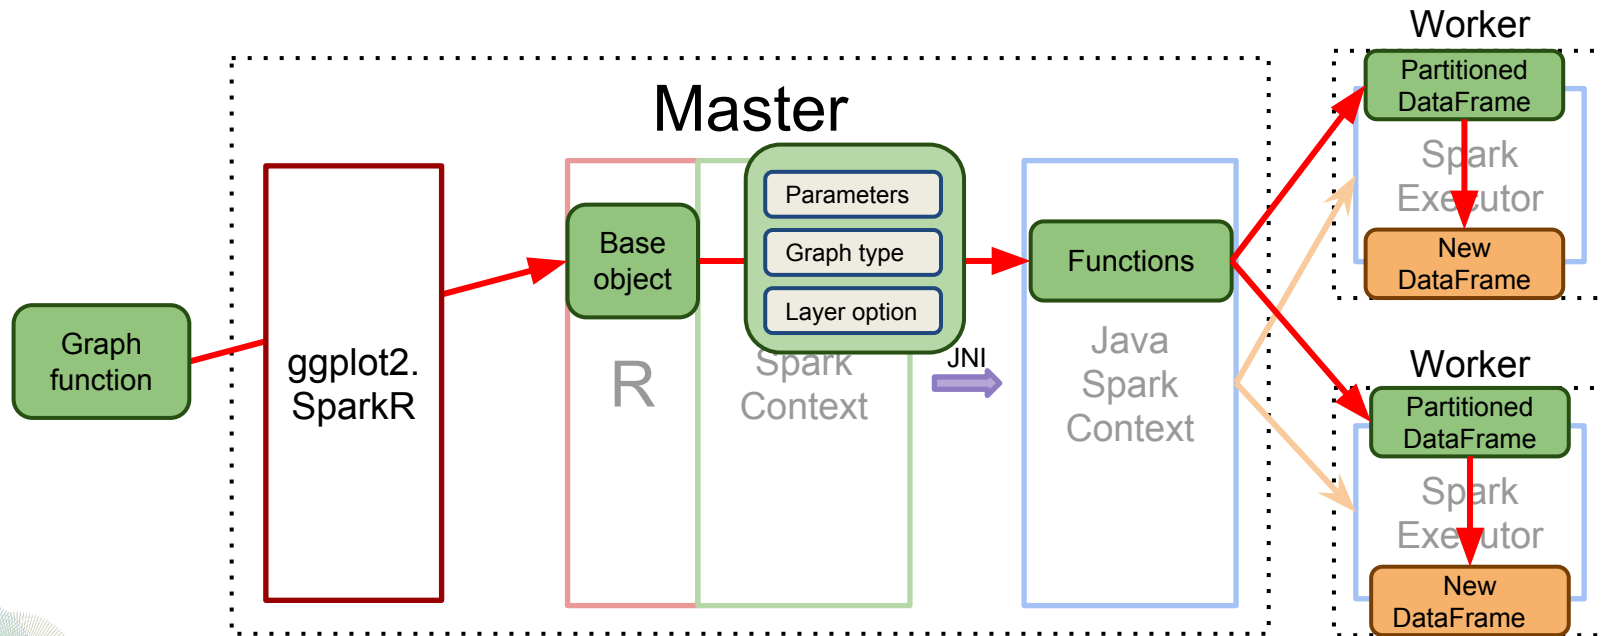 Master
Graph
function
ggplot2.
SparkR
Base
object
R
Parameters
Graph type
Layer option
Spark
Context
JNI
Functions
Java
Spark
Context
Worker
Partitioned
DataFrame
Spark
Executor
New
DataFrame
Worker
Partitioned
DataFrame
Spark
Executor
New
DataFrame